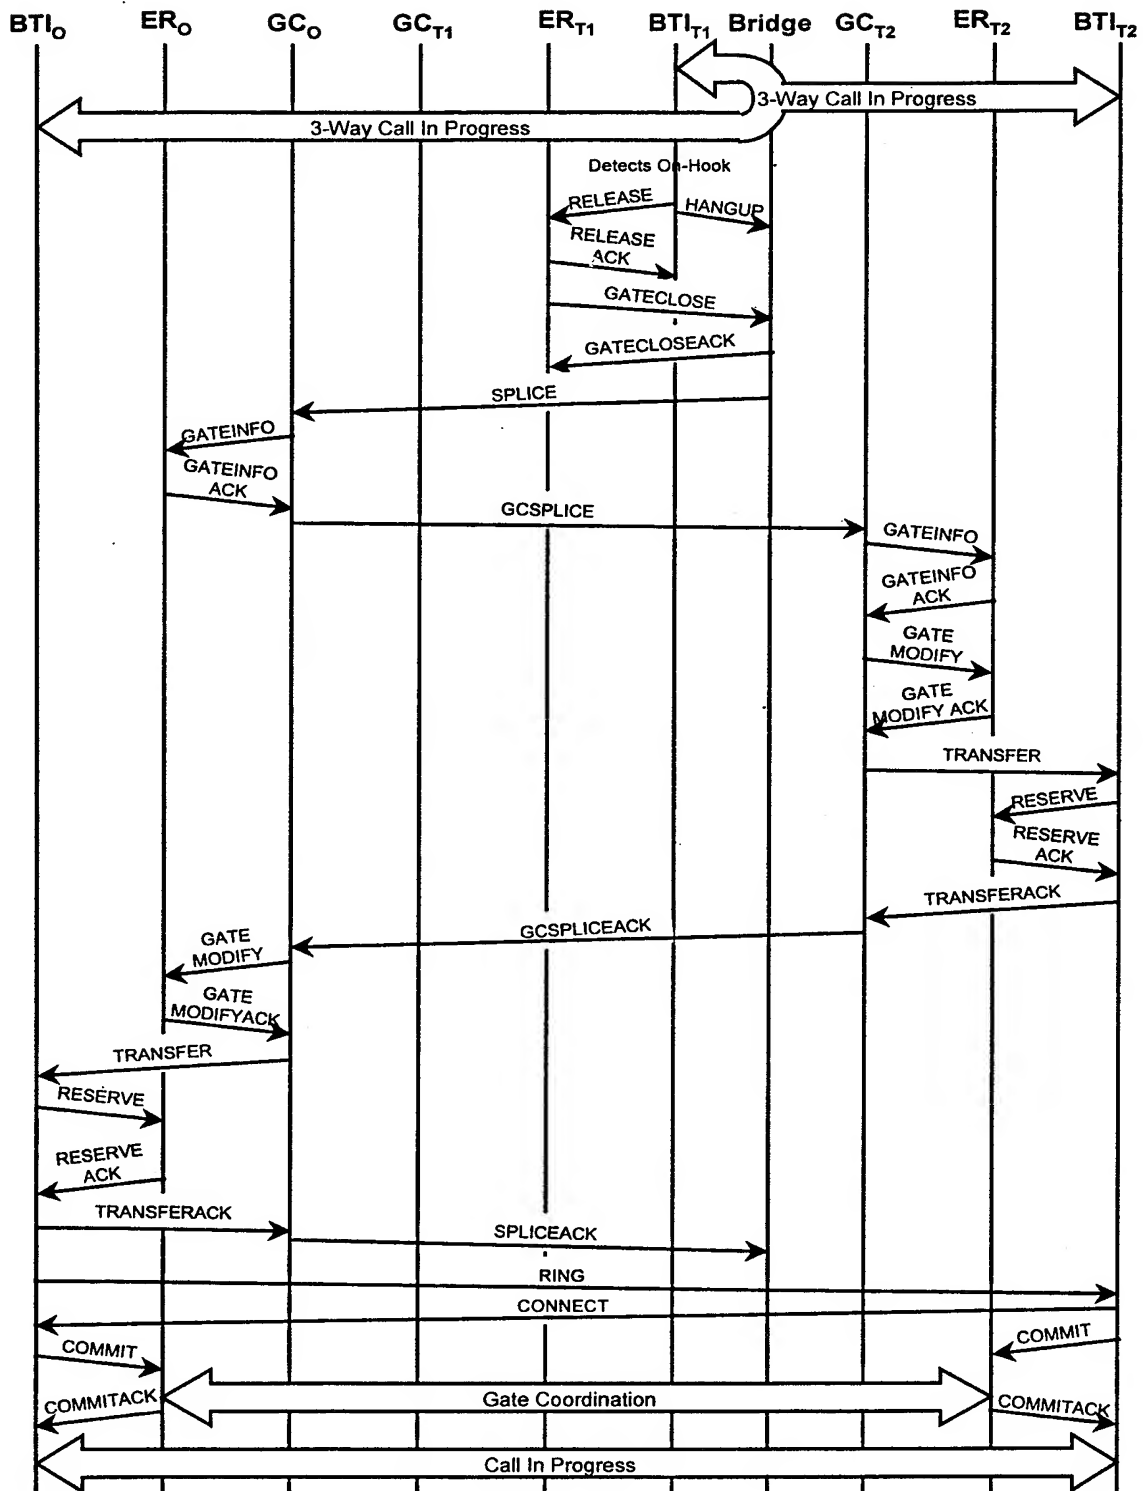 BTIO ERO GCO GCT1 ERT1 BTIT1 Bridge GCT2 ERT2 BTIT2
3-Way Call In Progress
3-Way Call In Progress
Detects On-Hook
RELEASE
HANGUP
RELEASE
ACK
GATECLOSE
GATECLOSEACK
SPLICE
GATEINFO
GATEINFO
ACK
GCSPLICE
GATEINFO
GATEINFO
ACK
GATE
MODIFY
GATE
MODIFY ACK
TRANSFER
RESERVE
RESERVE
ACK
TRANSFERACK
GCSPLICEACK
GATE
MODIFY
GATE
MODIFYACK
TRANSFER
RESERVE
RESERVE
ACK
TRANSFERACK
SPLICEACK
RING
CONNECT
COMMIT
COMMIT
COMMITACK
Gate Coordination
COMMITACK
Call In Progress